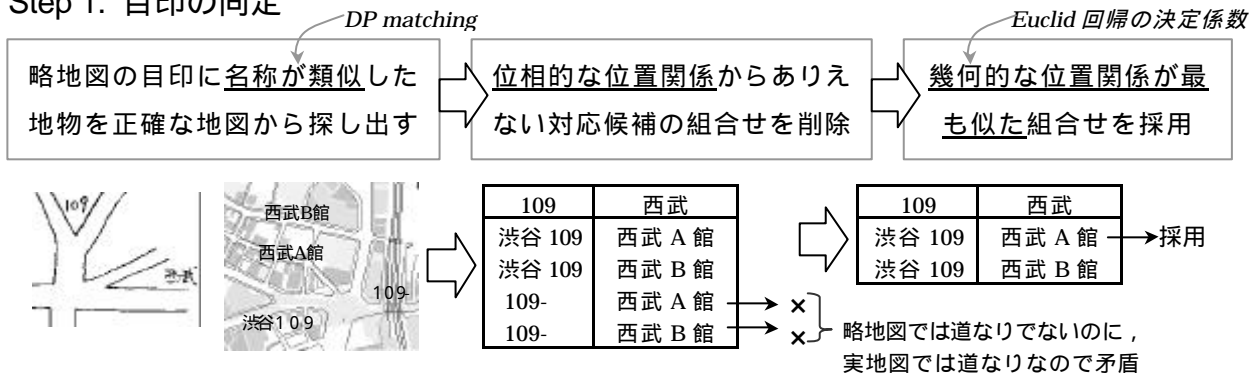 Step 1. 目印の同定
DP matching
Euclid 回帰の決定係数
略地図の目印に名称が類似した
地物を正確な地図から探し出す
位相的な位置関係からありえ
ない対応候補の組合せを削除
幾何的な位置関係が最
も似た組合せを採用
109
西武
西武B館
西武A館
109-
渋谷109
109 西武
渋谷 109 西武 A 館
渋谷 109 西武 B 館
109- 西武 A 館 ×
109- 西武 B 館 ×
略地図では道なりでないのに，
実地図では道なりなので矛盾
109 西武
渋谷 109 西武 A 館 採用
渋谷 109 西武 B 館